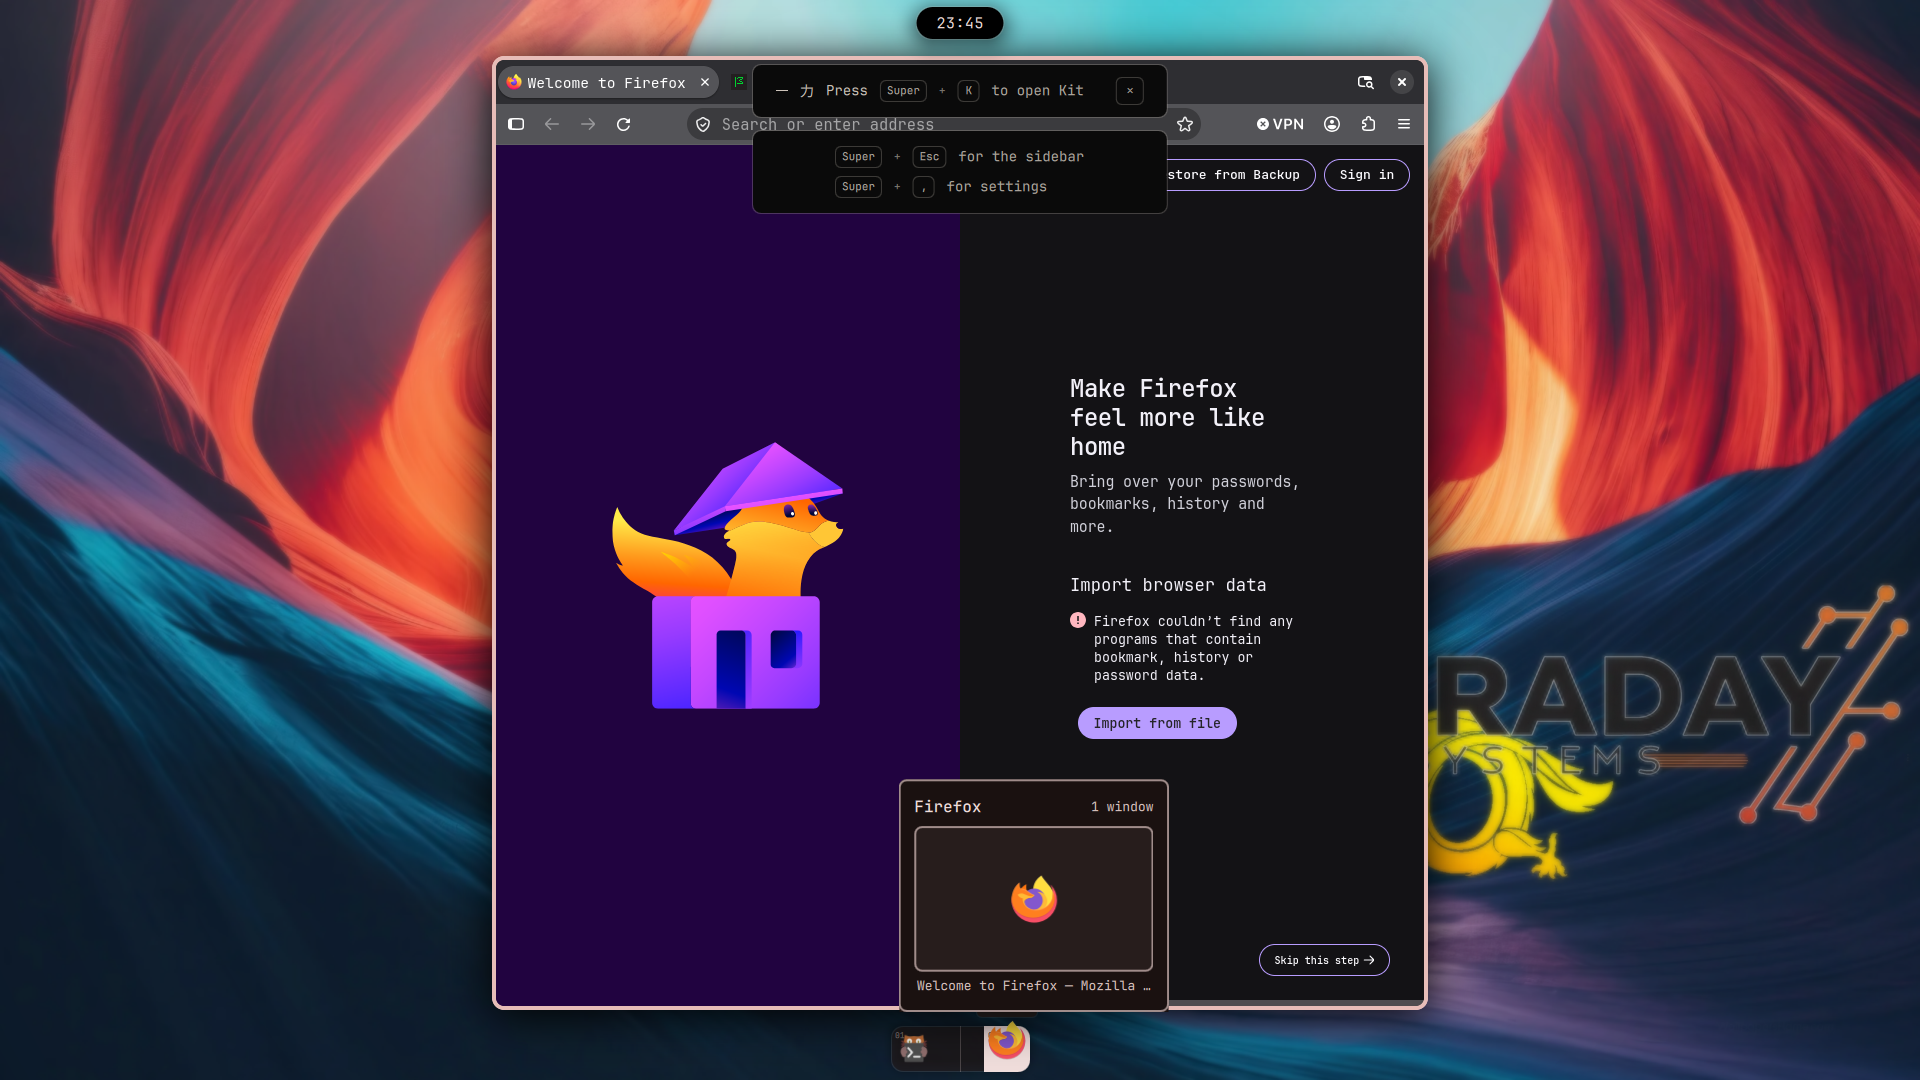 23:45
Welcome to Firefox
一 力 Press Super + K to open Kit ×
Search or enter address
VPN
Super + Esc for the sidebar
Super + , for settings
store from Backup
Sign in
Make Firefox
feel more like
home
Bring over your passwords,
bookmarks, history and
more.
Import browser data
Firefox couldn’t find any
programs that contain
bookmark, history or
password data.
Import from file
RADAY
YSTEMS
Firefox
1 window
Welcome to Firefox — Mozilla …
Skip this step